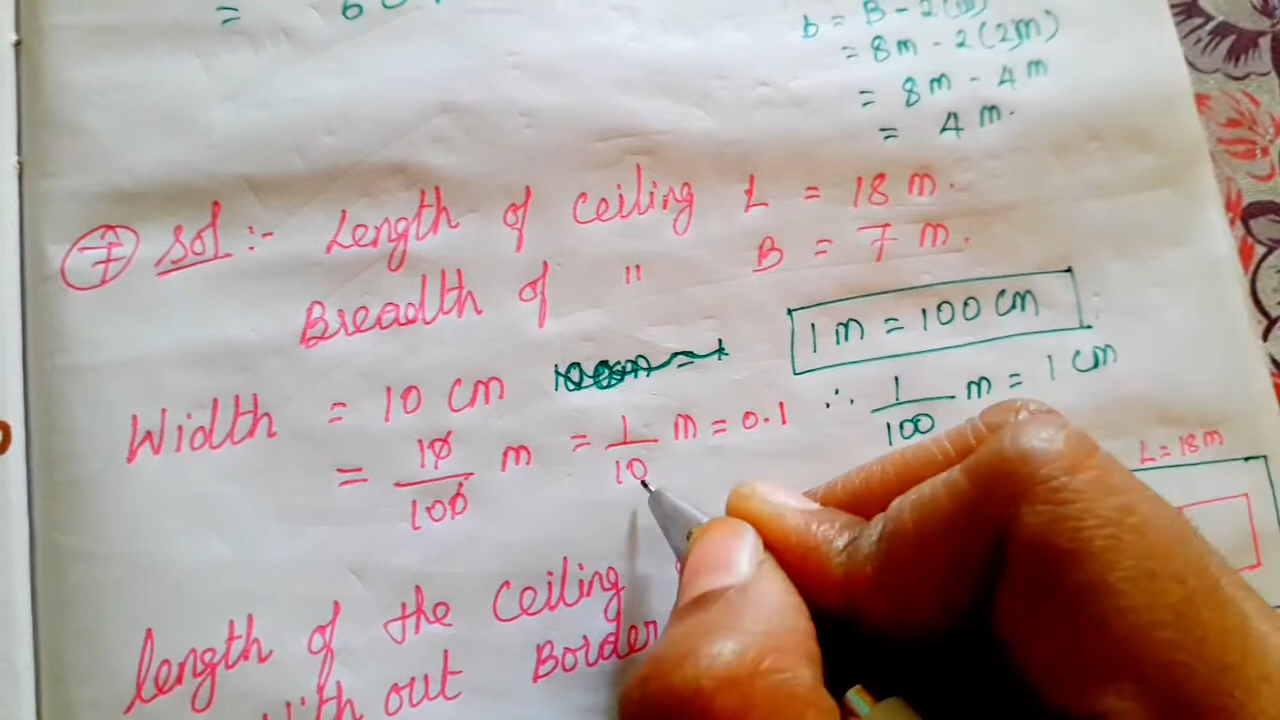 = 60
b = B - 2(
= 8m - 2(2m)
= 8m - 4m
= 4m.
7 Sol :- Length of ceiling L = 18 m.
Breadth of " B = 7 m.
1 m = 100 cm
Width = 10 cm
∴ 1/100 m = 1 cm
= 10/100 m = 1/10 m = 0.1
L = 18m
length of the ceiling
With out Border